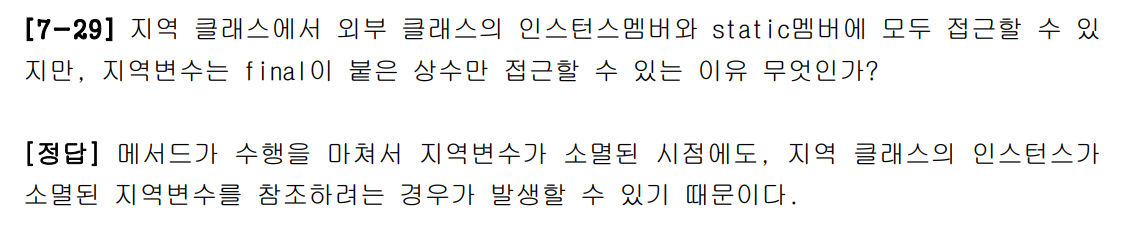 [7-29] 지역 클래스에서 외부 클래스의 인스턴스멤버와 static멤버에 모두 접근할 수 있
지만, 지역변수는 final이 붙은 상수만 접근할 수 있는 이유 무엇인가?
[정답] 메서드가 수행을 마쳐서 지역변수가 소멸된 시점에도, 지역 클래스의 인스턴스가
소멸된 지역변수를 참조하려는 경우가 발생할 수 있기 때문이다.